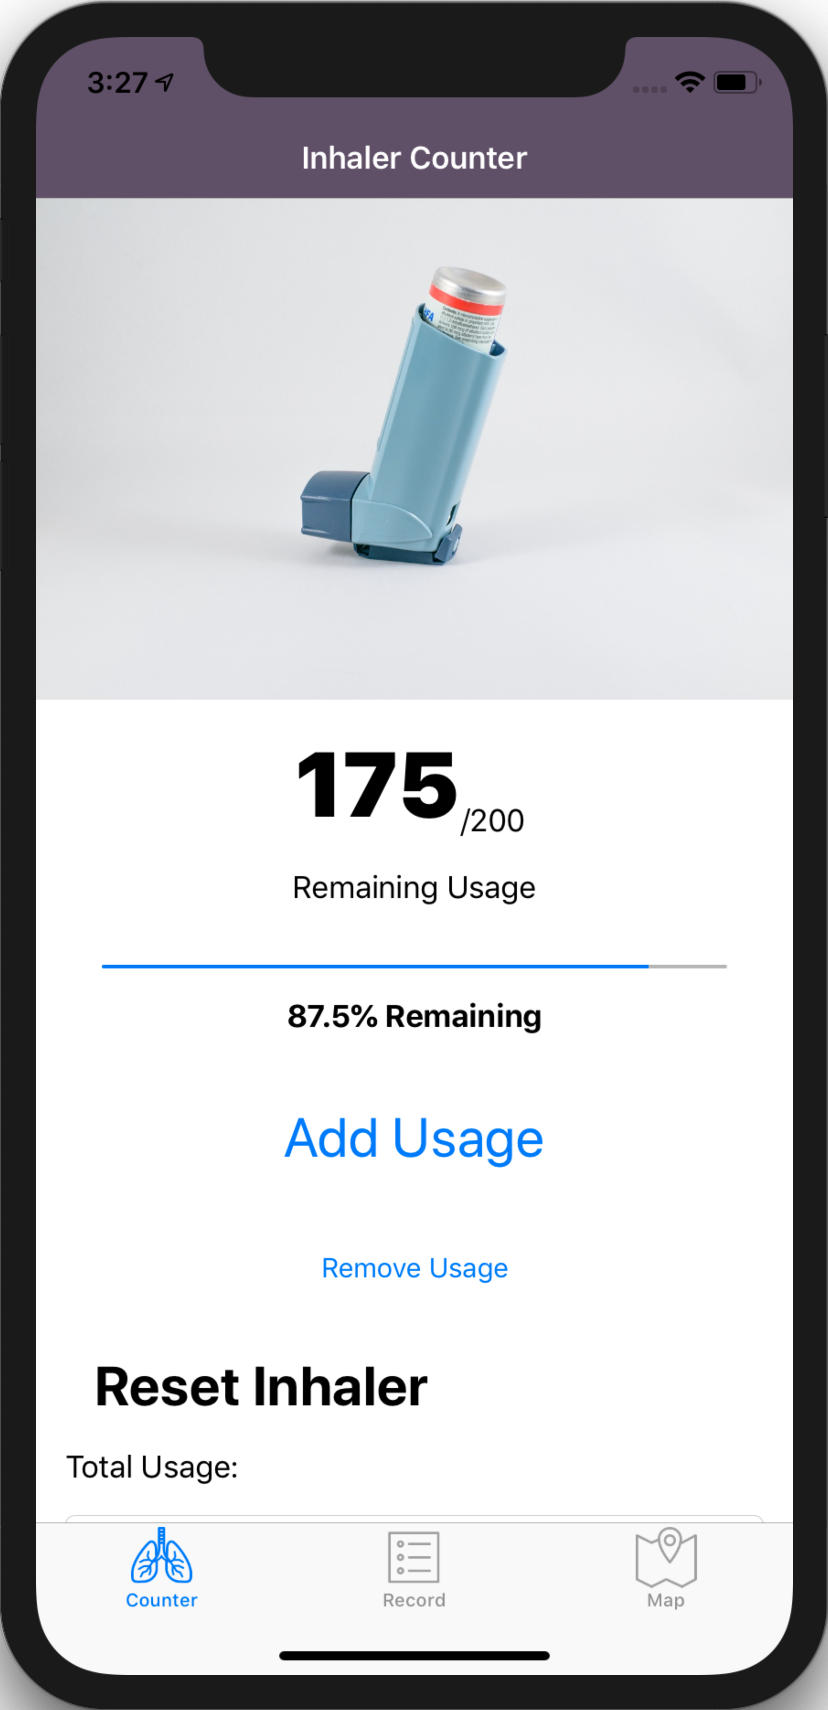 3:27
Inhaler Counter
175/200
Remaining Usage
87.5% Remaining
Add Usage
Remove Usage
Reset Inhaler
Total Usage:
Counter
Record
Map